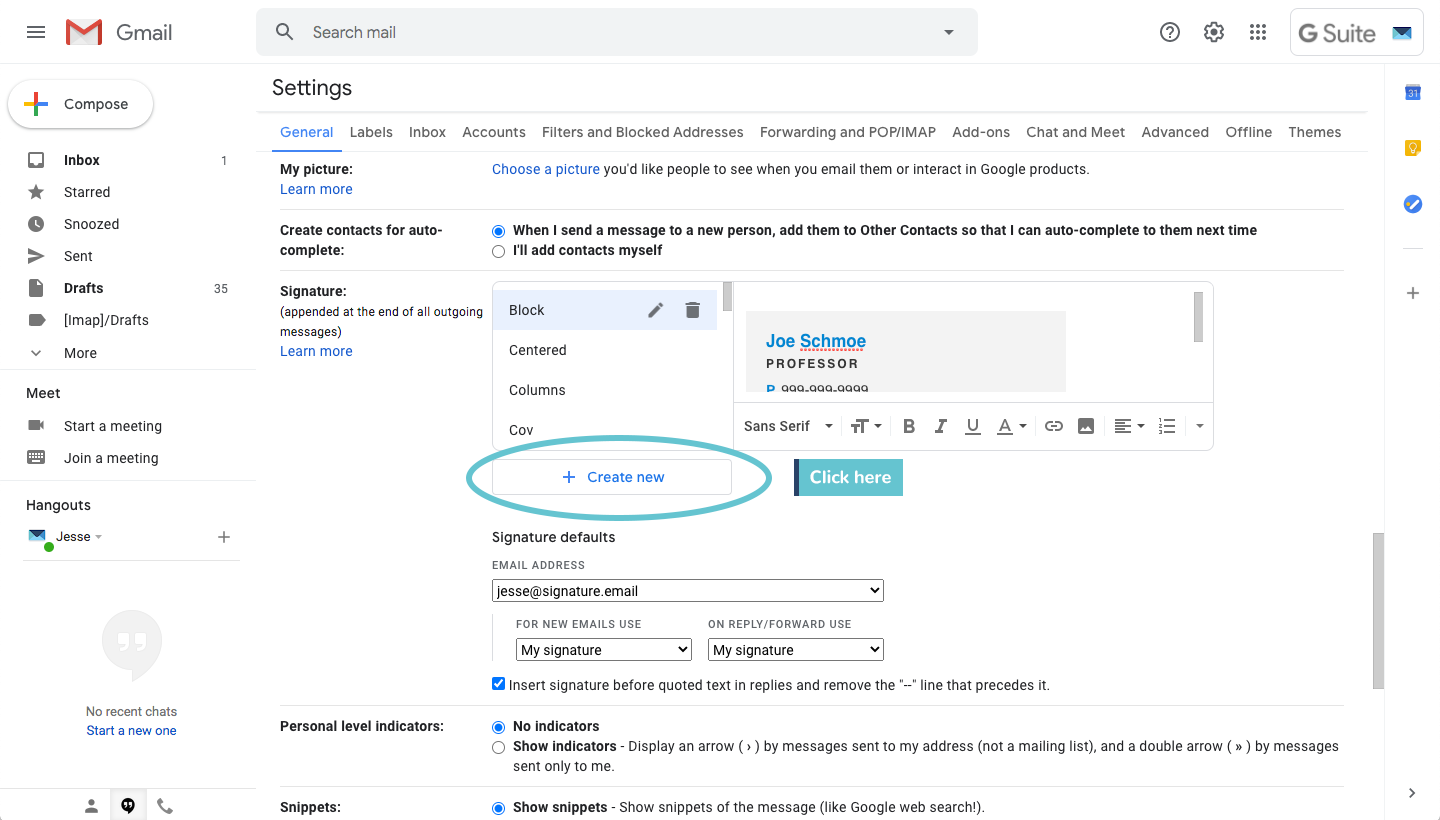 Gmail
Search mail
G Suite
Compose
Inbox 1
Starred
Snoozed
Sent
Drafts 35
[Imap]/Drafts
More
Meet
Start a meeting
Join a meeting
Hangouts
Jesse
No recent chats
Start a new one
Settings
General Labels Inbox Accounts Filters and Blocked Addresses Forwarding and POP/IMAP Add-ons Chat and Meet Advanced Offline Themes
My picture:
Learn more
Choose a picture you'd like people to see when you email them or interact in Google products.
Create contacts for auto-
complete:
When I send a message to a new person, add them to Other Contacts so that I can auto-complete to them next time
I'll add contacts myself
Signature:
(appended at the end of all outgoing
messages)
Learn more
Block
Centered
Columns
Cov
Joe Schmoe
PROFESSOR
P 999-999-9999
Sans Serif
Create new
Click here
Signature defaults
EMAIL ADDRESS
jesse@signature.email
FOR NEW EMAILS USE ON REPLY/FORWARD USE
My signature My signature
Insert signature before quoted text in replies and remove the "--" line that precedes it.
Personal level indicators:
No indicators
Show indicators - Display an arrow ( › ) by messages sent to my address (not a mailing list), and a double arrow ( » ) by messages
sent only to me.
Snippets:
Show snippets - Show snippets of the message (like Google web search!).
31